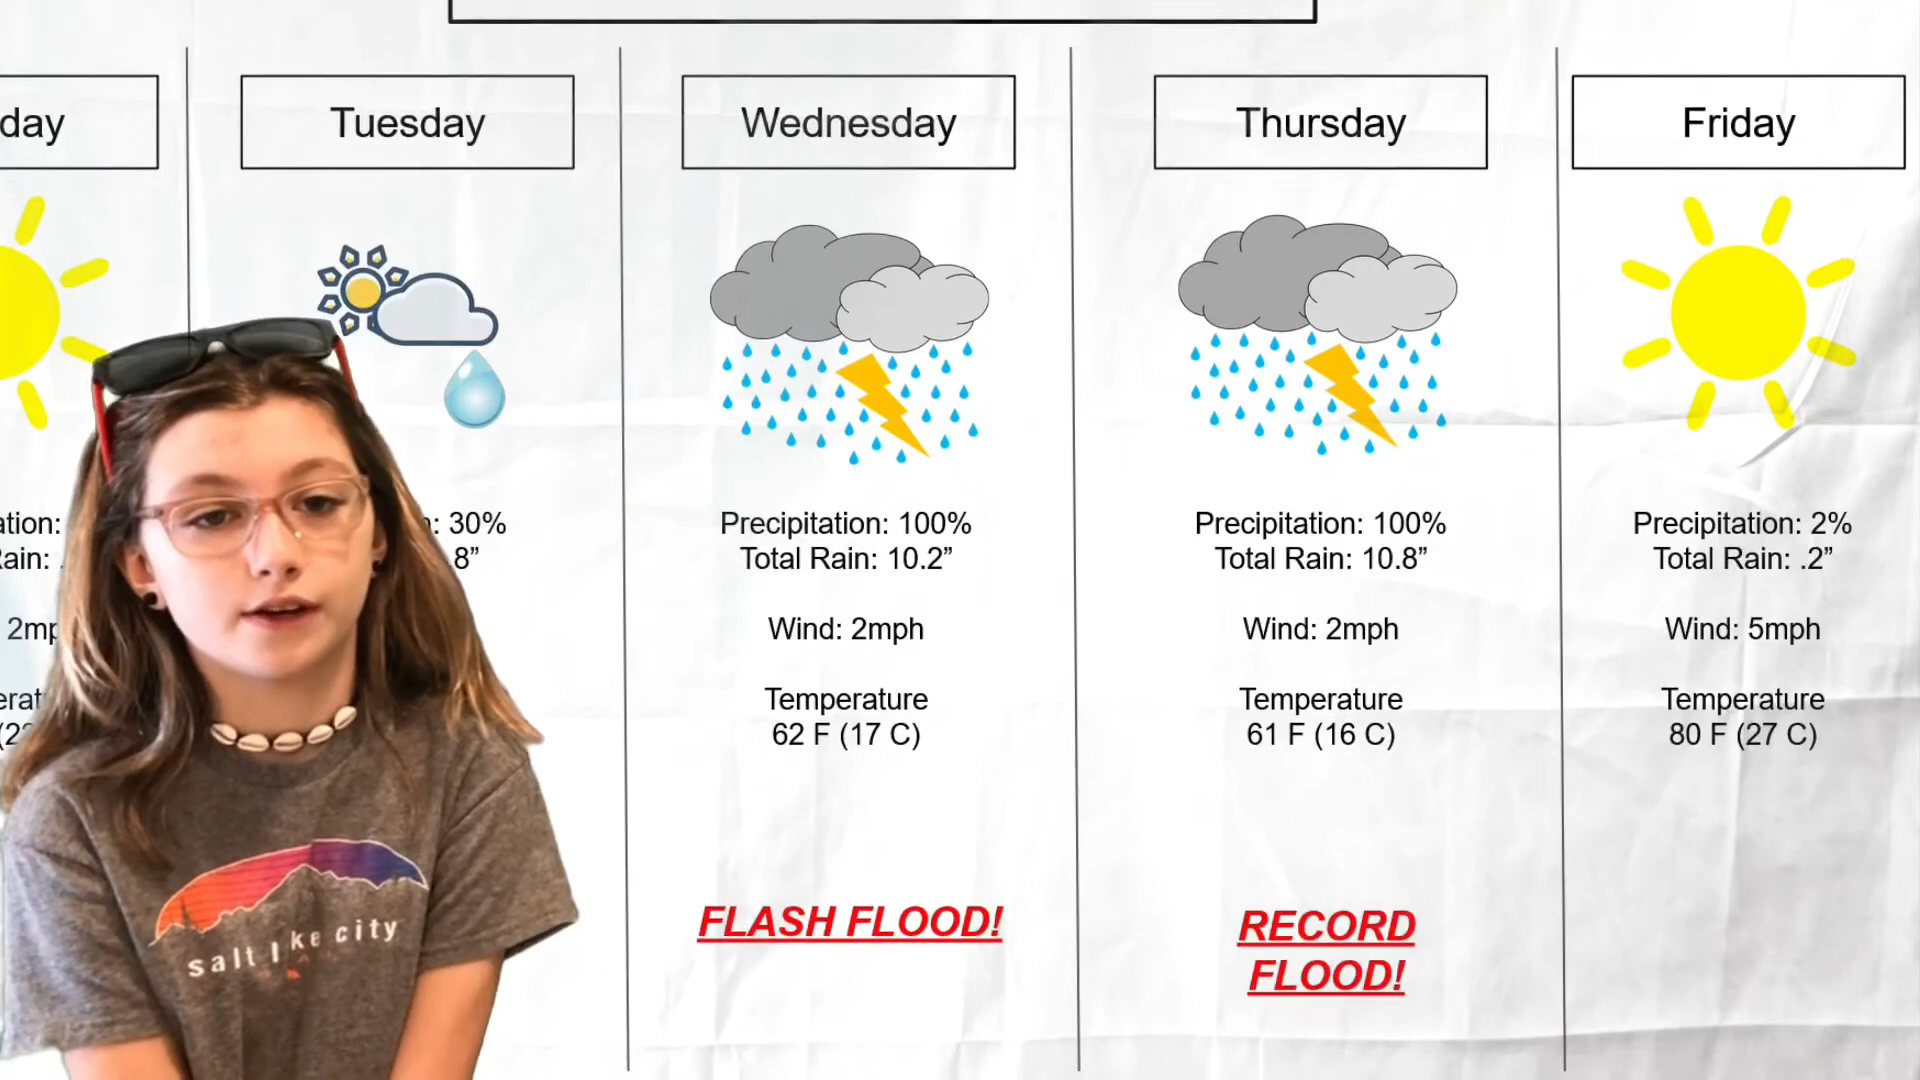 day
Tuesday
Wednesday
Thursday
Friday
30%
.8”
2mp
Precipitation: 100%
Total Rain: 10.2”
Wind: 2mph
Temperature
62 F (17 C)
FLASH FLOOD!
Precipitation: 100%
Total Rain: 10.8”
Wind: 2mph
Temperature
61 F (16 C)
RECORD
FLOOD!
Precipitation: 2%
Total Rain: .2”
Wind: 5mph
Temperature
80 F (27 C)
salt lake city